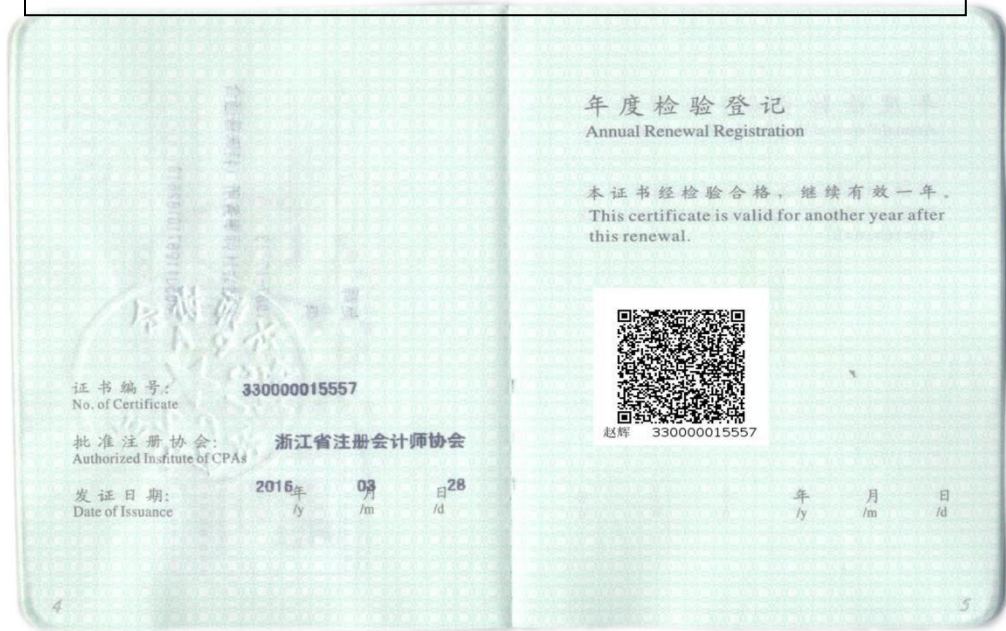 证书编号: 330000015557
No. of Certificate
批准注册协会: 浙江省注册会计师协会
Authorized Institute of CPAs
发证日期: 2016年 03月 28日
Date of Issuance /y /m /d
4
年度检验登记
Annual Renewal Registration
本证书经检验合格，继续有效一年。
This certificate is valid for another year after
this renewal.
赵辉 330000015557
年 月 日
/y /m /d
5